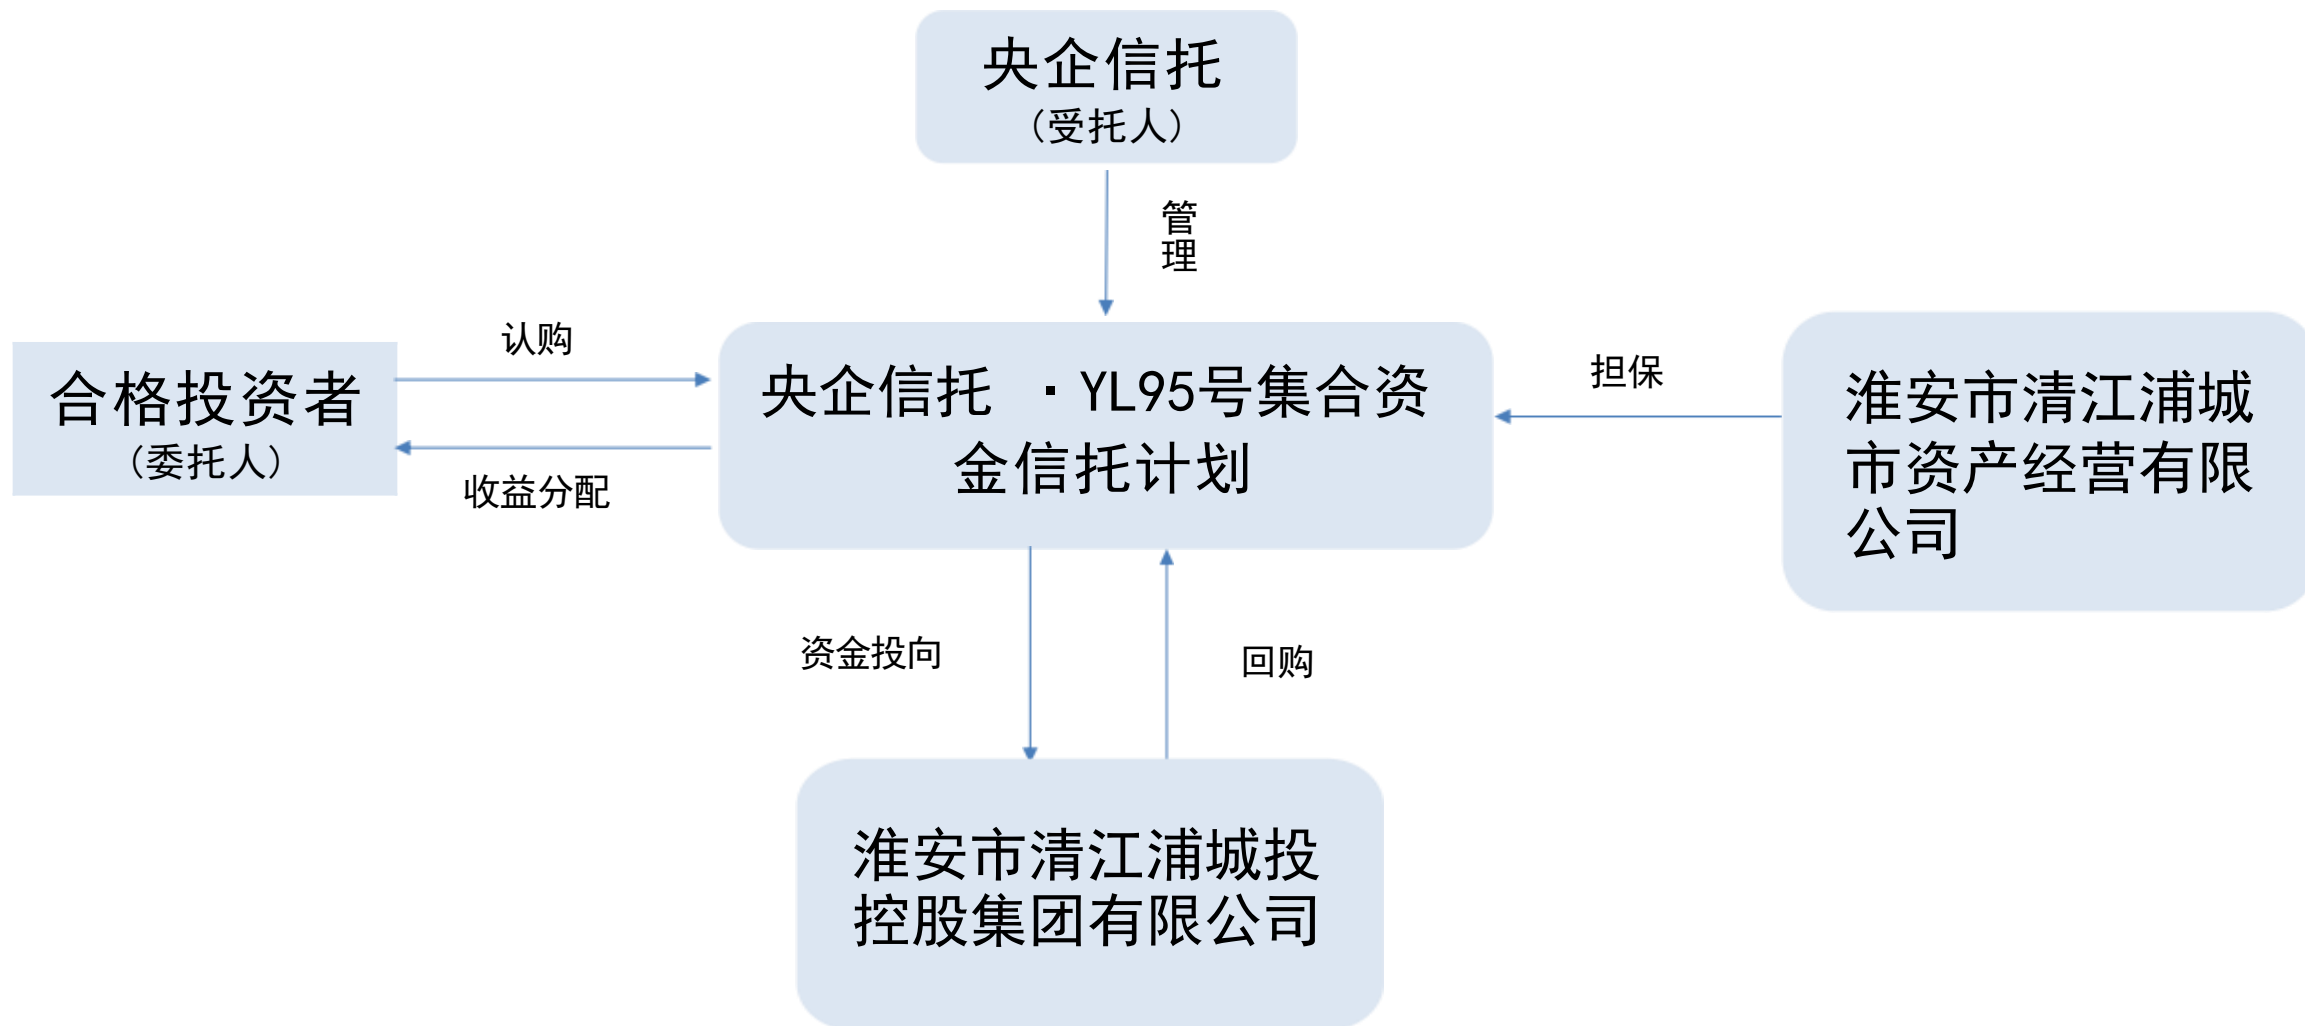 央企信托
（受托人）
管
理
认购
合格投资者
（委托人）
收益分配
央企信托 ·YL95号集合资
金信托计划
担保
淮安市清江浦城
市资产经营有限
公司
资金投向
回购
淮安市清江浦城投
控股集团有限公司